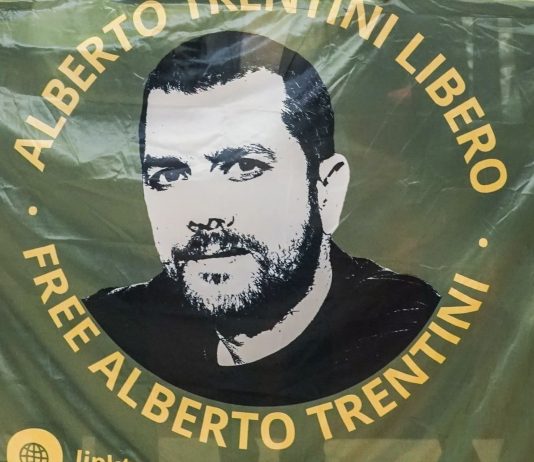 ALBERTO TRENTINI LIBERO
• FREE ALBERTO TRENTINI •